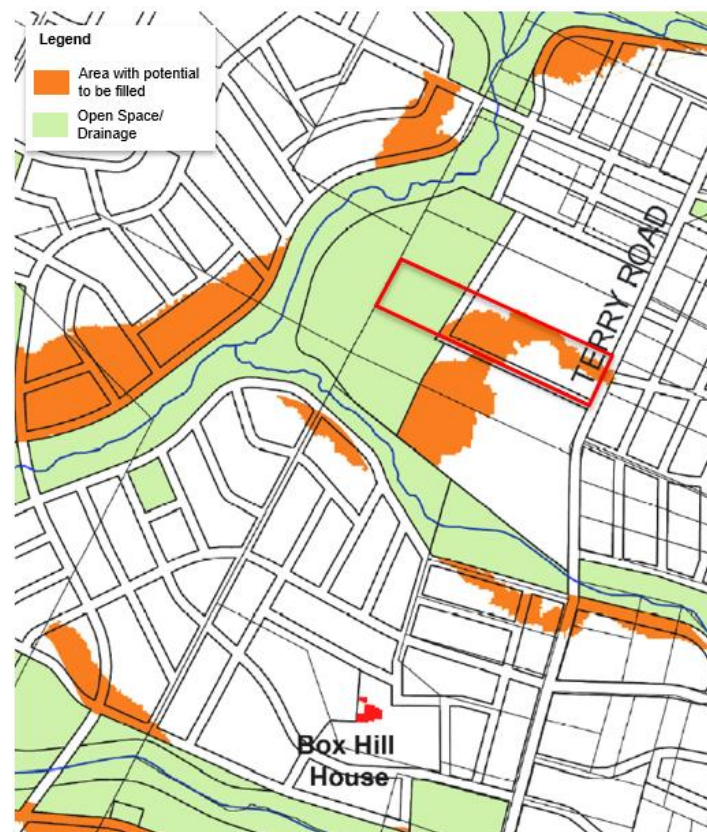 Legend
Area with potential
to be filled
Open Space/
Drainage
TERRY ROAD
Box Hill
House